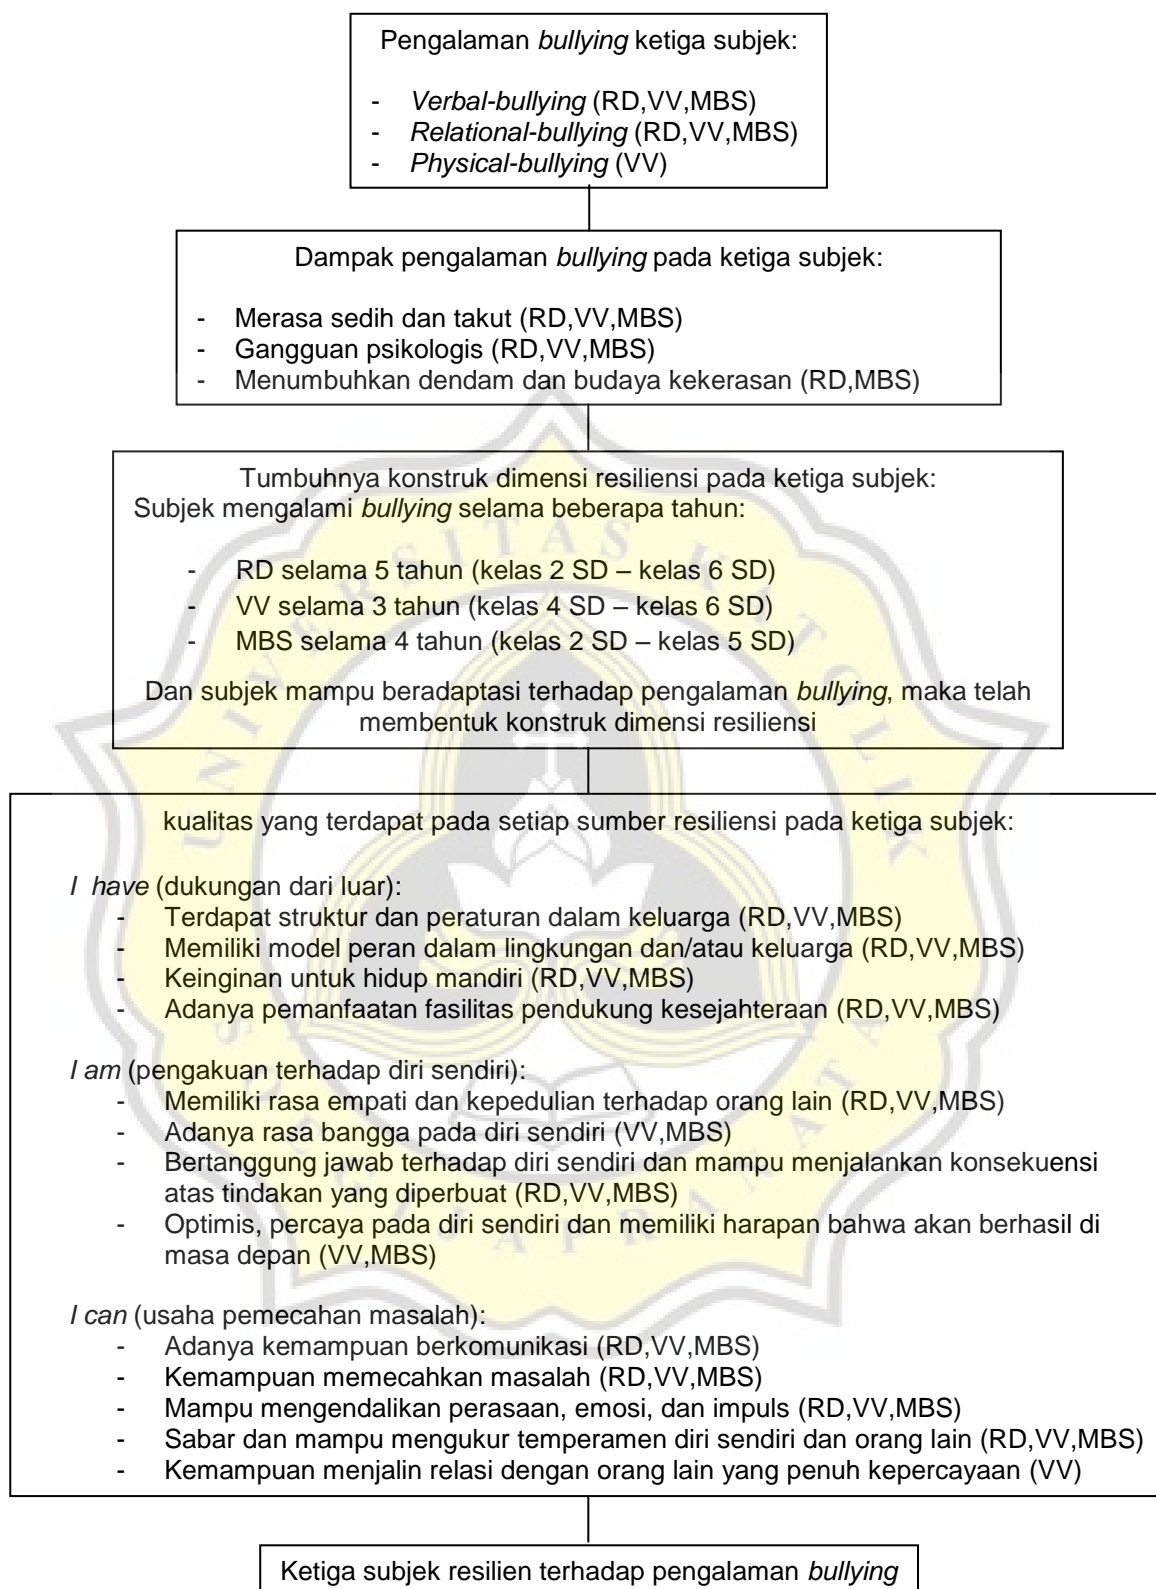 Pengalaman bullying ketiga subjek:
- Verbal-bullying (RD,VV,MBS)
- Relational-bullying (RD,VV,MBS)
- Physical-bullying (VV)
Dampak pengalaman bullying pada ketiga subjek:
- Merasa sedih dan takut (RD,VV,MBS)
- Gangguan psikologis (RD,VV,MBS)
- Menumbuhkan dendam dan budaya kekerasan (RD,MBS)
Tumbuhnya konstruk dimensi resiliensi pada ketiga subjek:
Subjek mengalami bullying selama beberapa tahun:
- RD selama 5 tahun (kelas 2 SD – kelas 6 SD)
- VV selama 3 tahun (kelas 4 SD – kelas 6 SD)
- MBS selama 4 tahun (kelas 2 SD – kelas 5 SD)
Dan subjek mampu beradaptasi terhadap pengalaman bullying, maka telah
membentuk konstruk dimensi resiliensi
kualitas yang terdapat pada setiap sumber resiliensi pada ketiga subjek:
I have (dukungan dari luar):
- Terdapat struktur dan peraturan dalam keluarga (RD,VV,MBS)
- Memiliki model peran dalam lingkungan dan/atau keluarga (RD,VV,MBS)
- Keinginan untuk hidup mandiri (RD,VV,MBS)
- Adanya pemanfaatan fasilitas pendukung kesejahteraan (RD,VV,MBS)
I am (pengakuan terhadap diri sendiri):
- Memiliki rasa empati dan kepedulian terhadap orang lain (RD,VV,MBS)
- Adanya rasa bangga pada diri sendiri (VV,MBS)
- Bertanggung jawab terhadap diri sendiri dan mampu menjalankan konsekuensi
atas tindakan yang diperbuat (RD,VV,MBS)
- Optimis, percaya pada diri sendiri dan memiliki harapan bahwa akan berhasil di
masa depan (VV,MBS)
I can (usaha pemecahan masalah):
- Adanya kemampuan berkomunikasi (RD,VV,MBS)
- Kemampuan memecahkan masalah (RD,VV,MBS)
- Mampu mengendalikan perasaan, emosi, dan impuls (RD,VV,MBS)
- Sabar dan mampu mengukur temperamen diri sendiri dan orang lain (RD,VV,MBS)
- Kemampuan menjalin relasi dengan orang lain yang penuh kepercayaan (VV)
Ketiga subjek resilien terhadap pengalaman bullying
UNIVERSITAS KATOLIK
SOEGIJAPRANATA